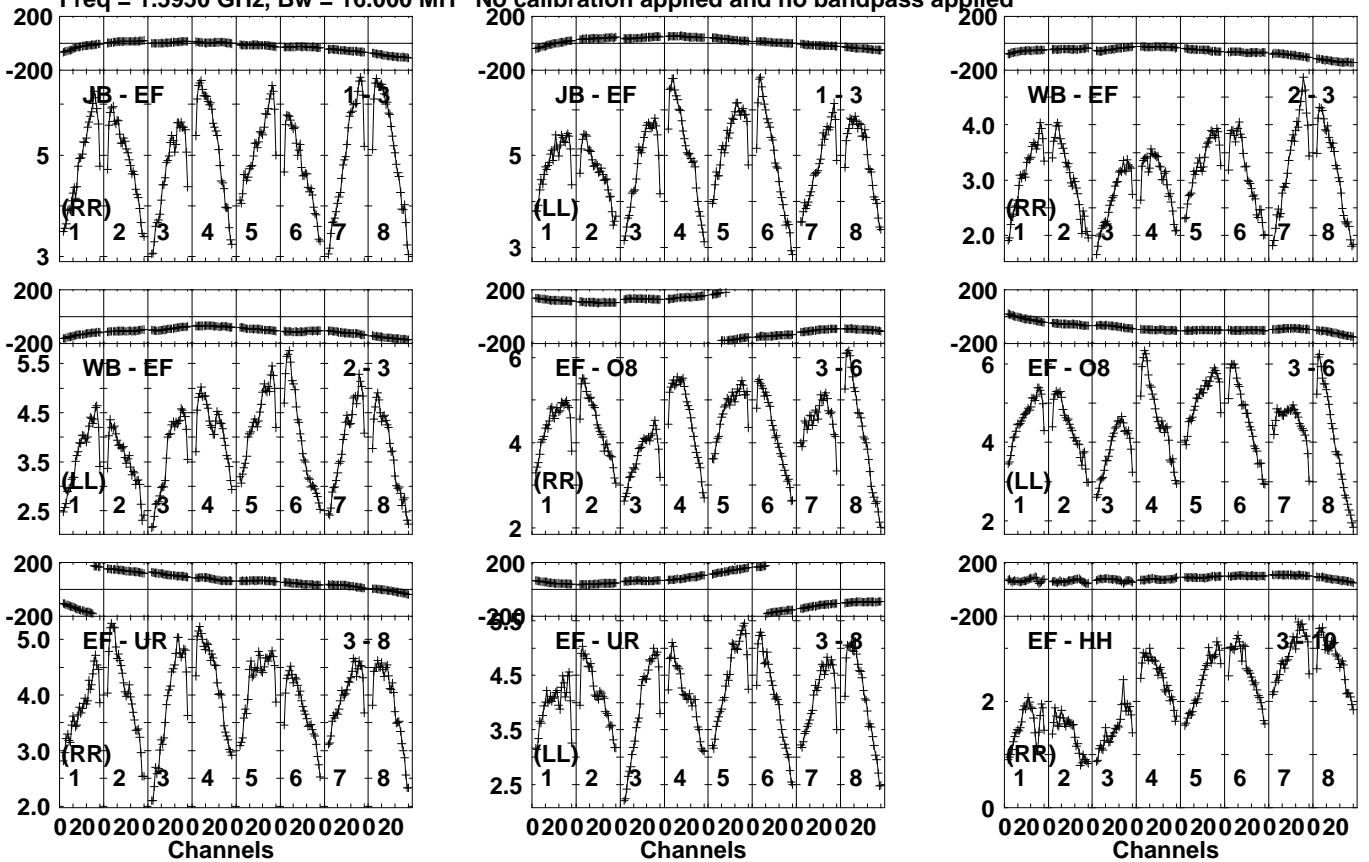 Freq = 1.5950 GHz, Bw = 16.000 MH No calibration applied and no bandpass applied
200 200 200
-200 -200 -200
JB - EF 1 - 3 JB - EF 1 - 3 WB - EF 2 - 3
4.0
5 5
3.0
(RR) (LL) (RR)
1 2 3 4 5 6 7 8 1 2 3 4 5 6 7 8 1 2 3 4 5 6 7 8
3 3 2.0
200 200 200
-200 -200 -200
5.5 6 6
WB - EF 2 - 3 EF - O8 3 - 6 EF - O8 3 - 6
4.5
4 4
3.5
(LL) (RR) (LL)
1 2 3 4 5 6 7 8 1 2 3 4 5 6 7 8 1 2 3 4 5 6 7 8
2.5 2 2
200 200 200
-200 -200 -200
5.0 5.5
EF - UR 3 - 8 EF - UR 3 - 8 EF - HH 3 - 10
4.0 4.5 2
3.0 3.5
(RR) (LL) (RR)
1 2 3 4 5 6 7 8 1 2 3 4 5 6 7 8 1 2 3 4 5 6 7 8
2.0 2.5 0
0 20 0 20 0 20 0 20 0 20 0 20 0 20 0 20 0 20 0 20 0 20 0 20 0 20 0 20 0 20 0 20 0 20 0 20 0 20 0 20 0 20 0 20 0 20 0 20
Channels Channels Channels